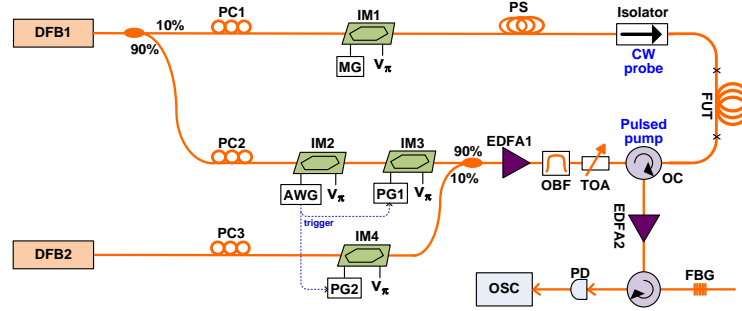 DFB1
10%
90%
PC1
IM1
MG
Vπ
PS
Isolator
CW
probe
FUT
PC2
IM2
AWG
Vπ
IM3
PG1
Vπ
90%
10%
EDFA1
OBF
TOA
Pulsed
pump
OC
trigger
DFB2
PC3
IM4
PG2
Vπ
EDFA2
OSC
PD
FBG